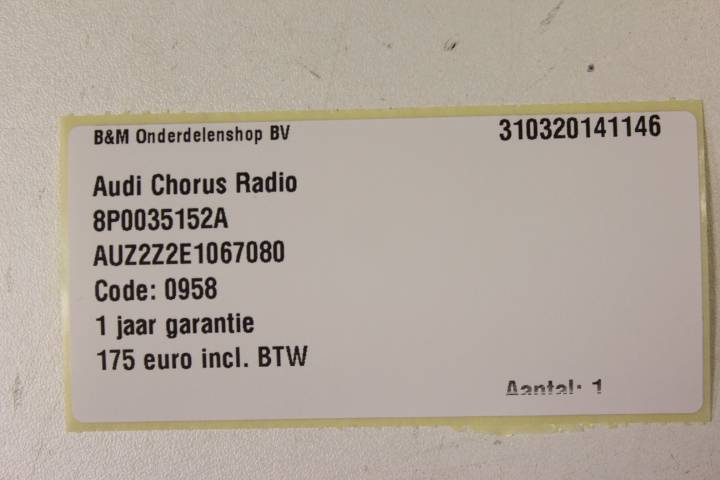 B&M Onderdelenshop BV 310320141146
Audi Chorus Radio
8P0035152A
AUZ2Z2E1067080
Code: 0958
1 jaar garantie
175 euro incl. BTW
Aantal: 1